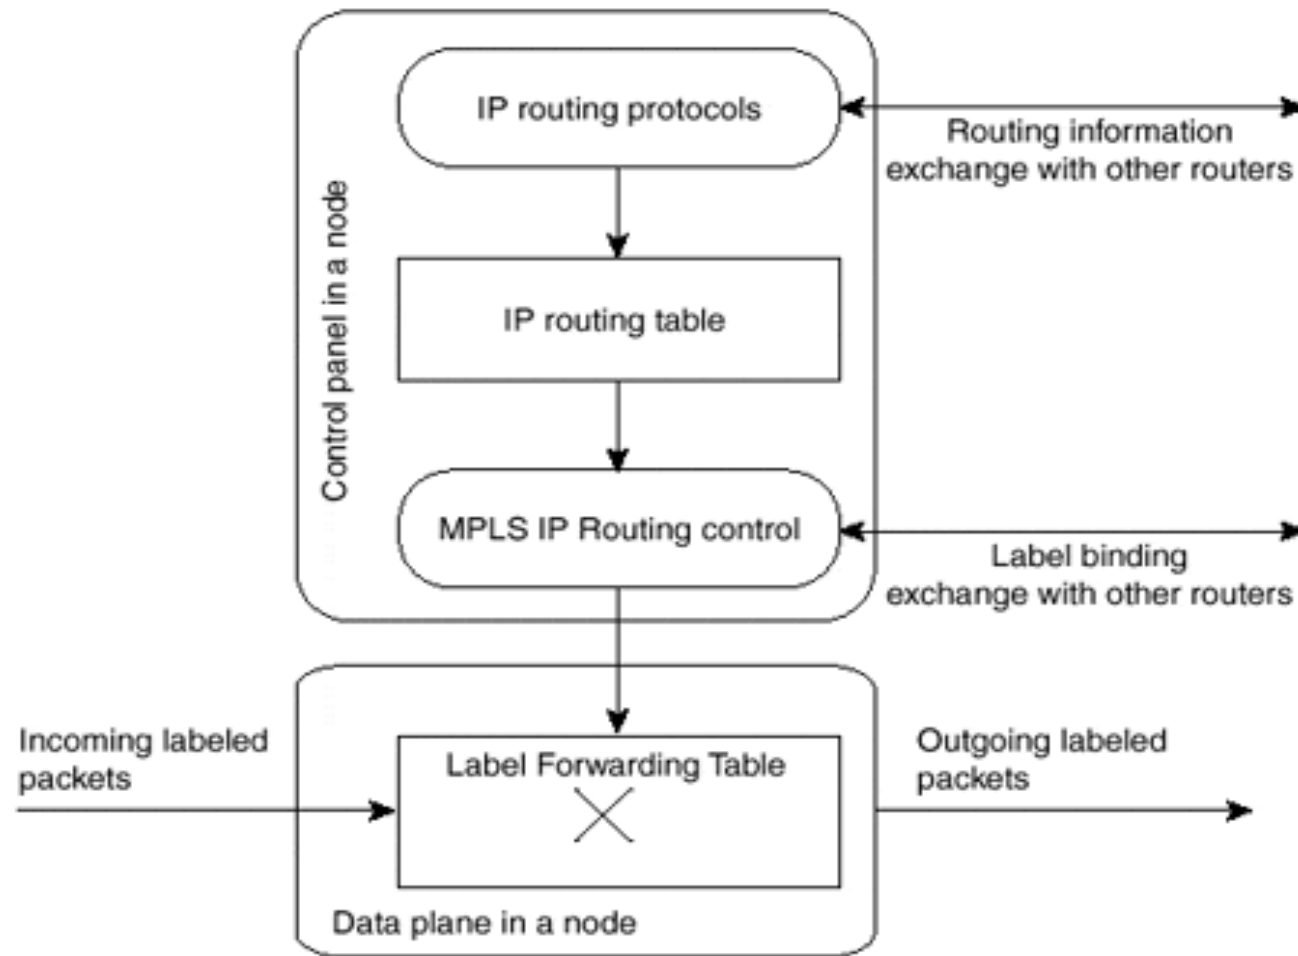 IP routing protocols
Routing information
exchange with other routers
Control panel in a node
IP routing table
MPLS IP Routing control
Label binding
exchange with other routers
Incoming labeled
packets
Label Forwarding Table
Outgoing labeled
packets
Data plane in a node